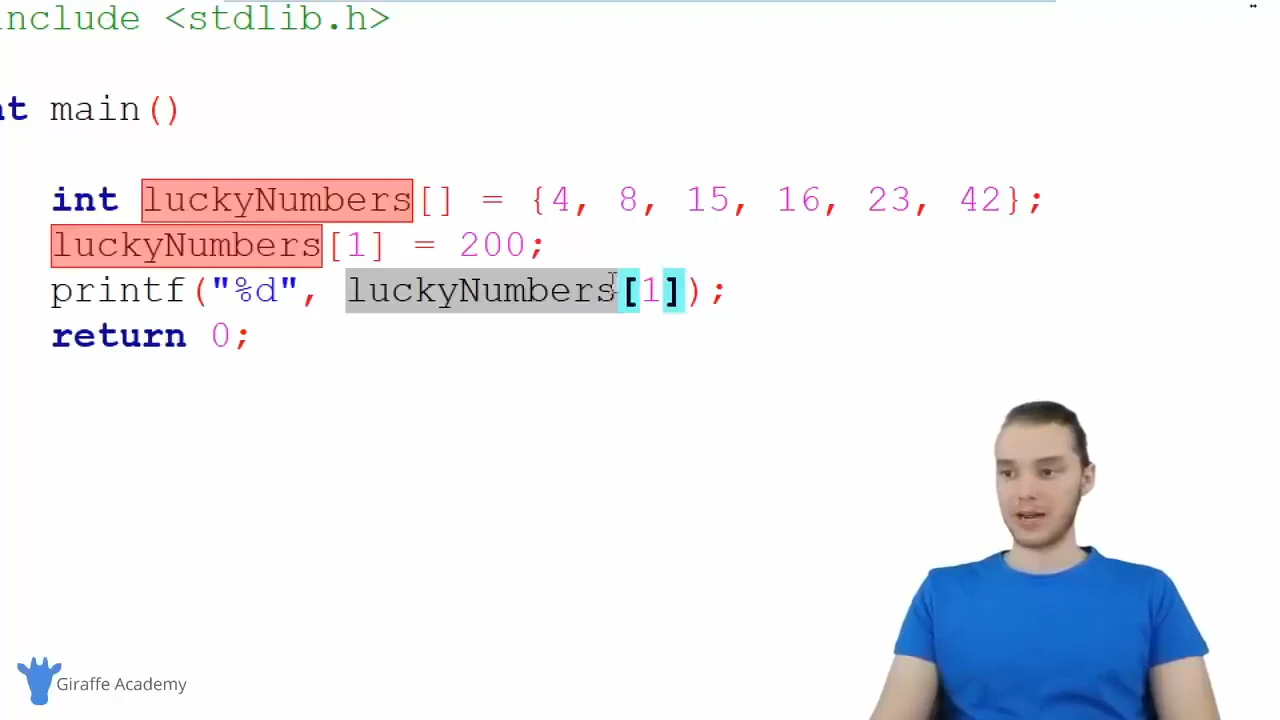 nclude <stdlib.h>
nt main()
int luckyNumbers[] = {4, 8, 15, 16, 23, 42};
luckyNumbers[1] = 200;
printf("%d", luckyNumbers[1]);
return 0;
Giraffe Academy